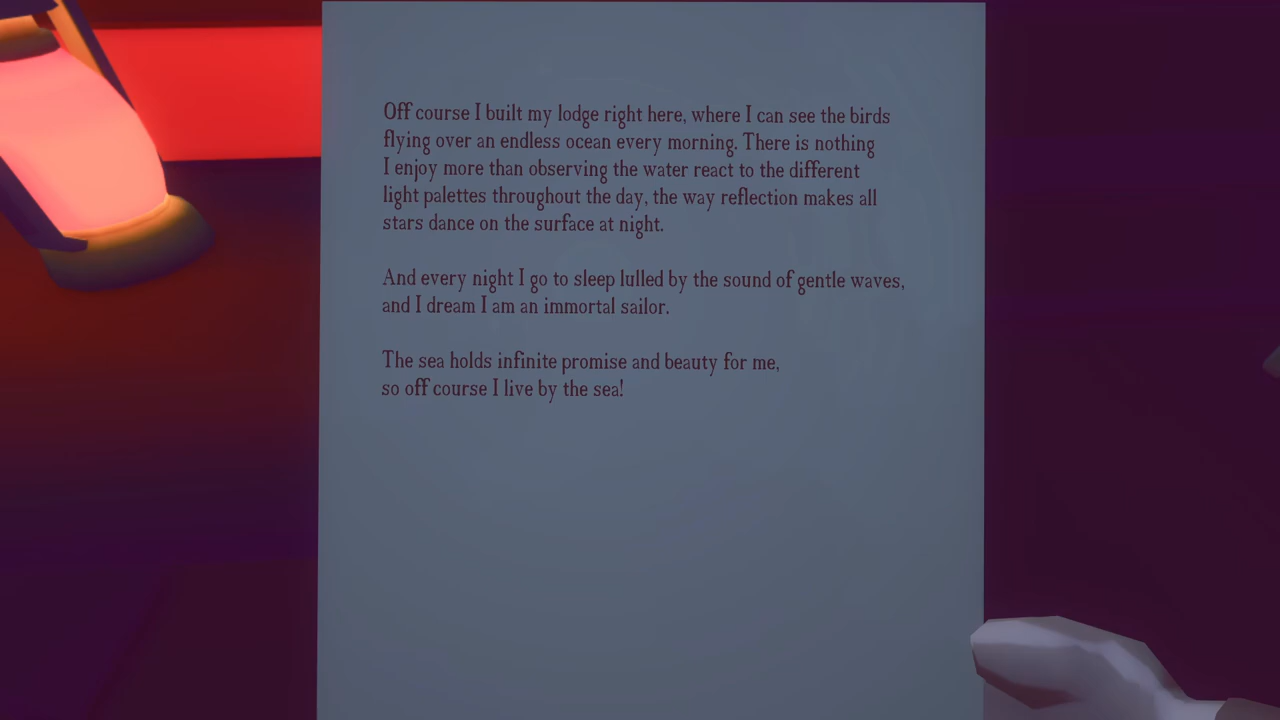 Off course I built my lodge right here, where I can see the birds
flying over an endless ocean every morning. There is nothing
I enjoy more than observing the water react to the different
light palettes throughout the day, the way reflection makes all
stars dance on the surface at night.
And every night I go to sleep lulled by the sound of gentle waves,
and I dream I am an immortal sailor.
The sea holds infinite promise and beauty for me,
so off course I live by the sea!